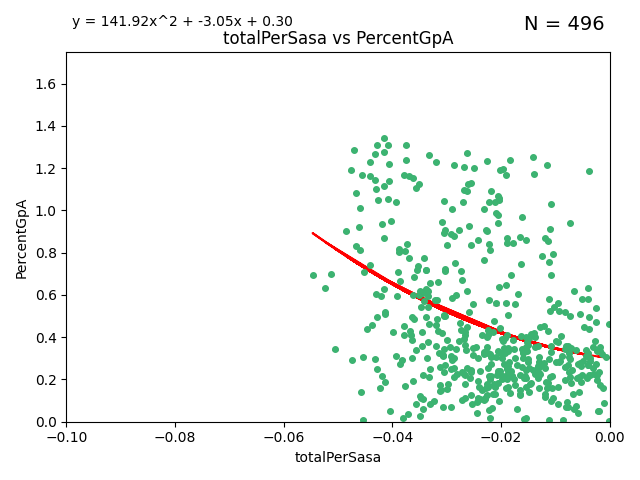 y = 141.92x^2 + -3.05x + 0.30
N = 496
totalPerSasa vs PercentGpA
PercentGpA
1.6
1.4
1.2
1.0
0.8
0.6
0.4
0.2
0.0
−0.10 −0.08 −0.06 −0.04 −0.02 0.00
totalPerSasa